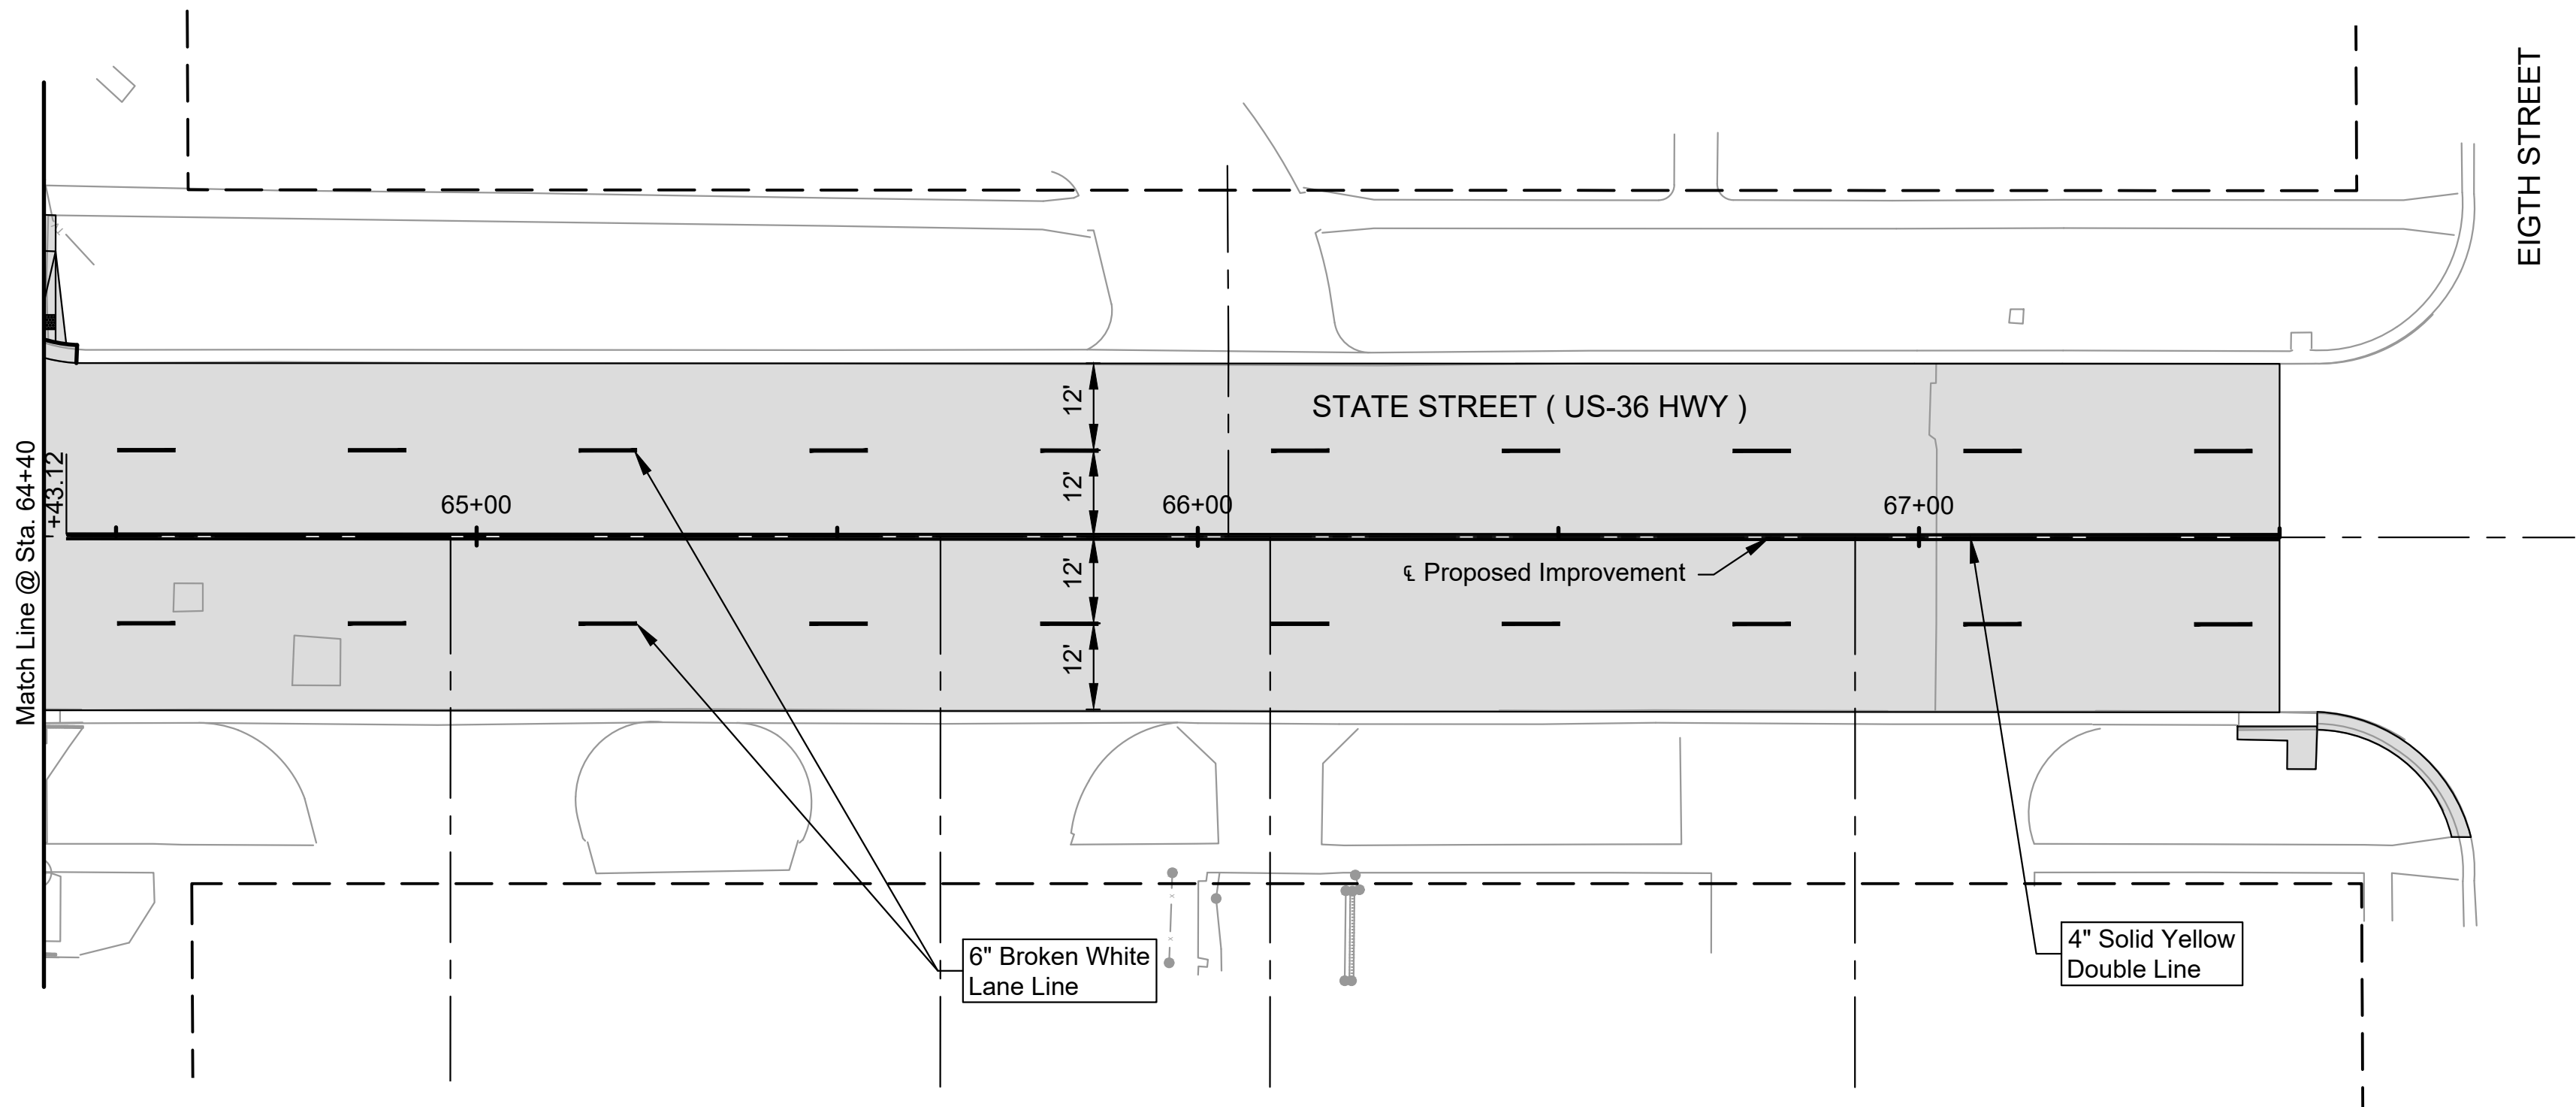 EIGTH STREET
STATE STREET ( US-36 HWY )
12'
12'
12'
12'
Match Line @ Sta. 64+40
+43.12
65+00
66+00
67+00
℄ Proposed Improvement
6" Broken White
Lane Line
4" Solid Yellow
Double Line